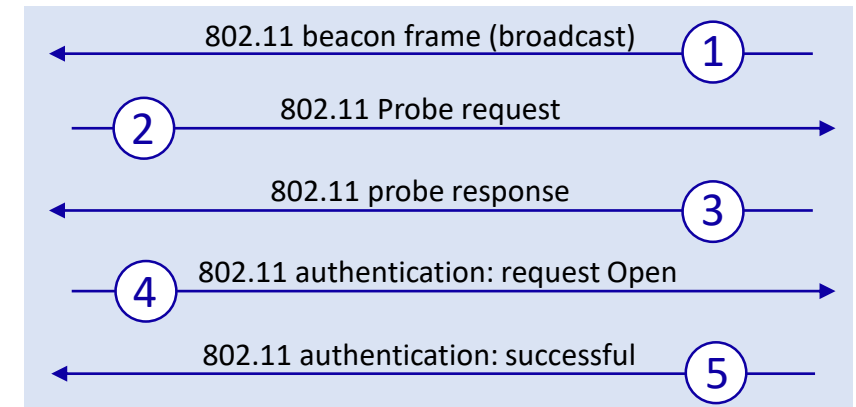 802.11 beacon frame (broadcast)
1
802.11 Probe request
2
802.11 probe response
3
802.11 authentication: request Open
4
802.11 authentication: successful
5